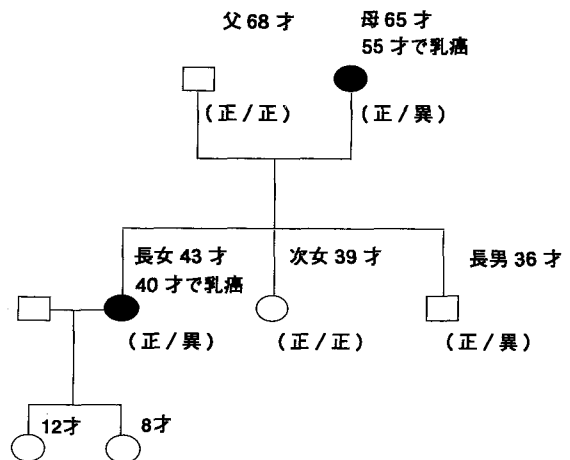 父 68 才
母 65 才
55 才で乳癌
(正/正)
(正/異)
長女 43 才
40 才で乳癌
次女 39 才
長男 36 才
(正/異)
(正/正)
(正/異)
12才
8才